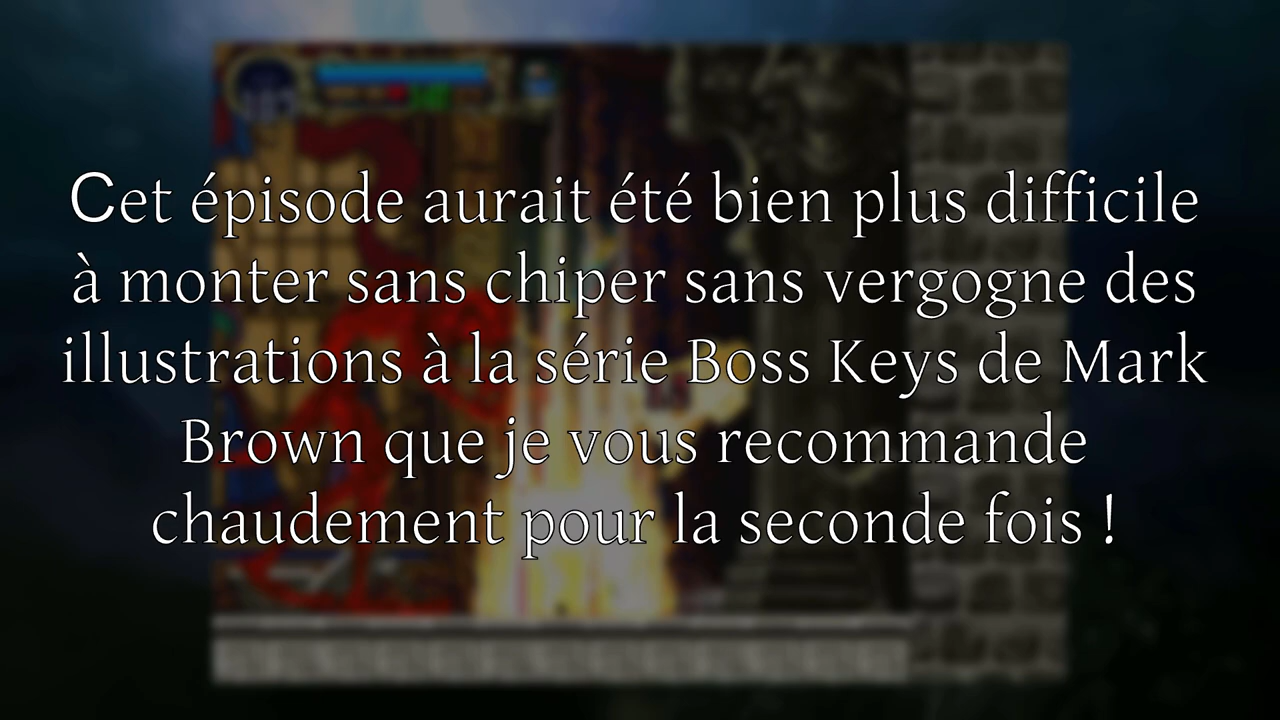 Cet épisode aurait été bien plus difficile
à monter sans chiper sans vergogne des
illustrations à la série Boss Keys de Mark
Brown que je vous recommande
chaudement pour la seconde fois !